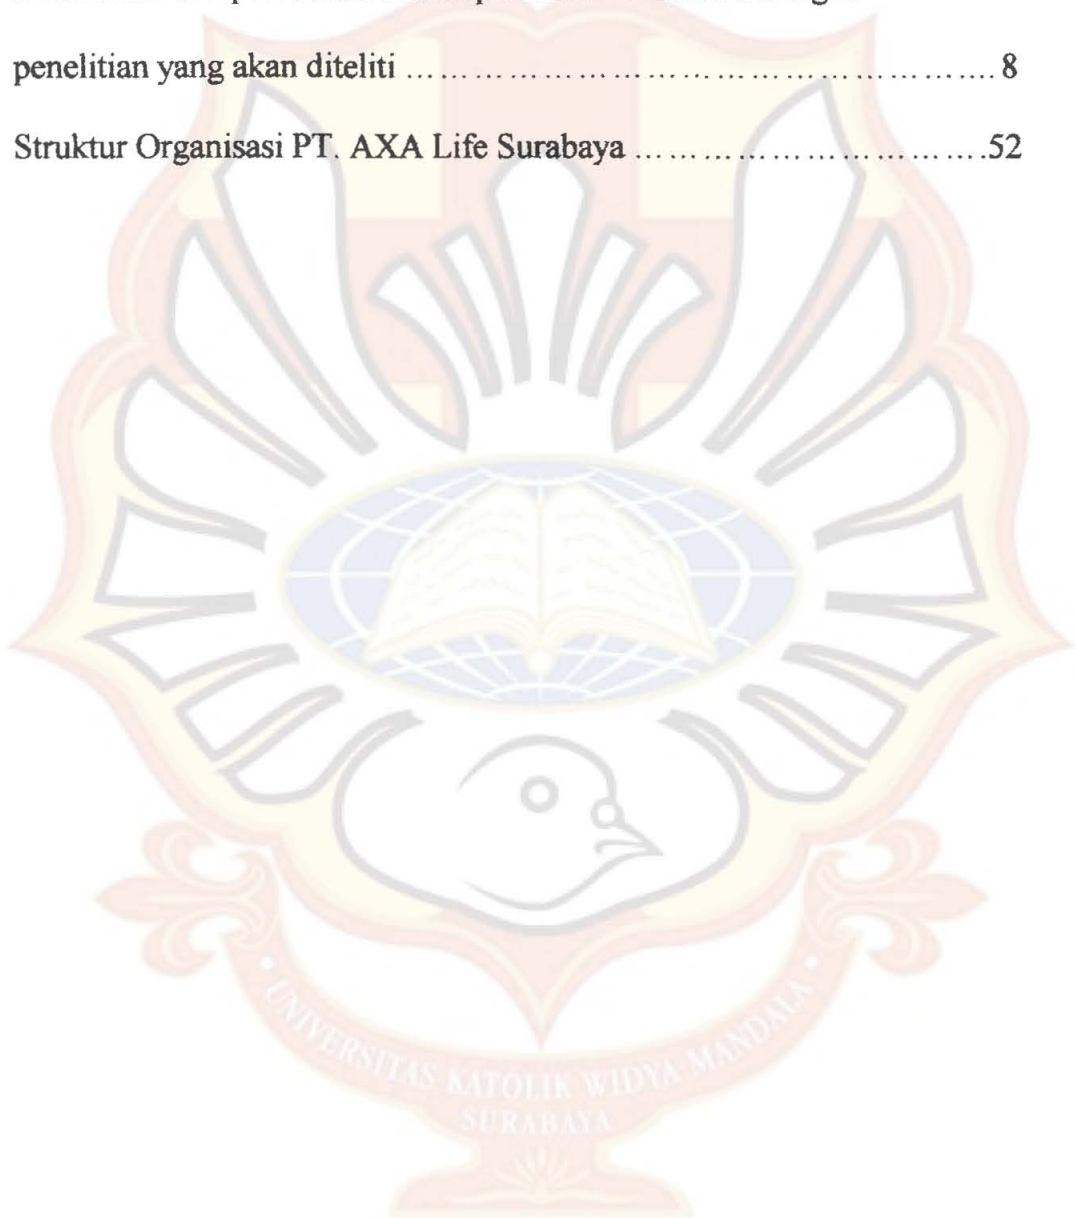 penelitian yang akan diteliti ……………………………………………… 8
Struktur Organisasi PT. AXA Life Surabaya ……………………………….52
UNIVERSITAS KATOLIK WIDYA MANDALA
SURABAYA